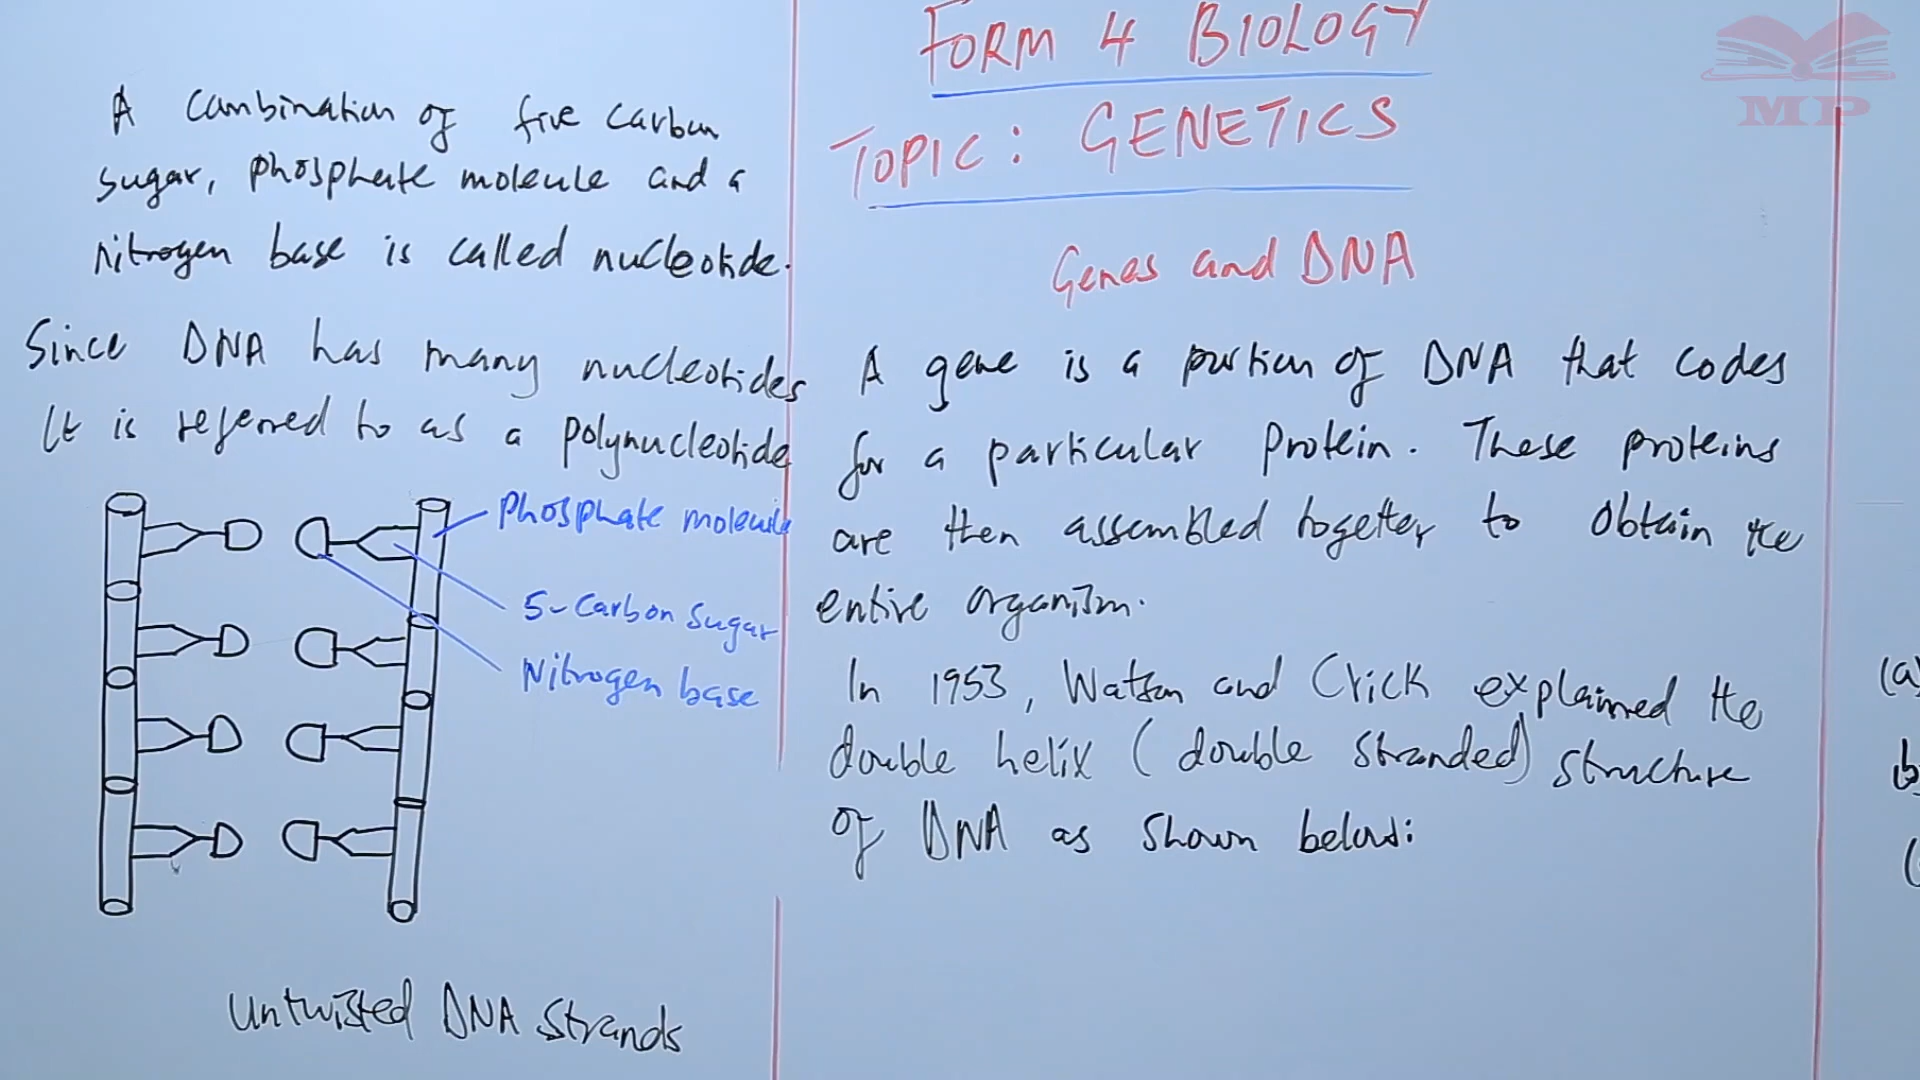 A combination of five carbon
sugar, phosphate molecule and a
nitrogen base is called nucleotide.
Since DNA has many nucleotides
It is referred to as a polynucleotide
Phosphate molecule
5-Carbon Sugar
Nitrogen base
Untwisted DNA Strands
FORM 4 BIOLOGY
TOPIC: GENETICS
Genes and DNA
A gene is a portion of DNA that codes
for a particular Protein. These proteins
are then assembled together to Obtain the
entire organism.
In 1953, Watson and Crick explained the
double helix (double Stranded) structure
of DNA as Shown below:
MP
(a)
b)
(